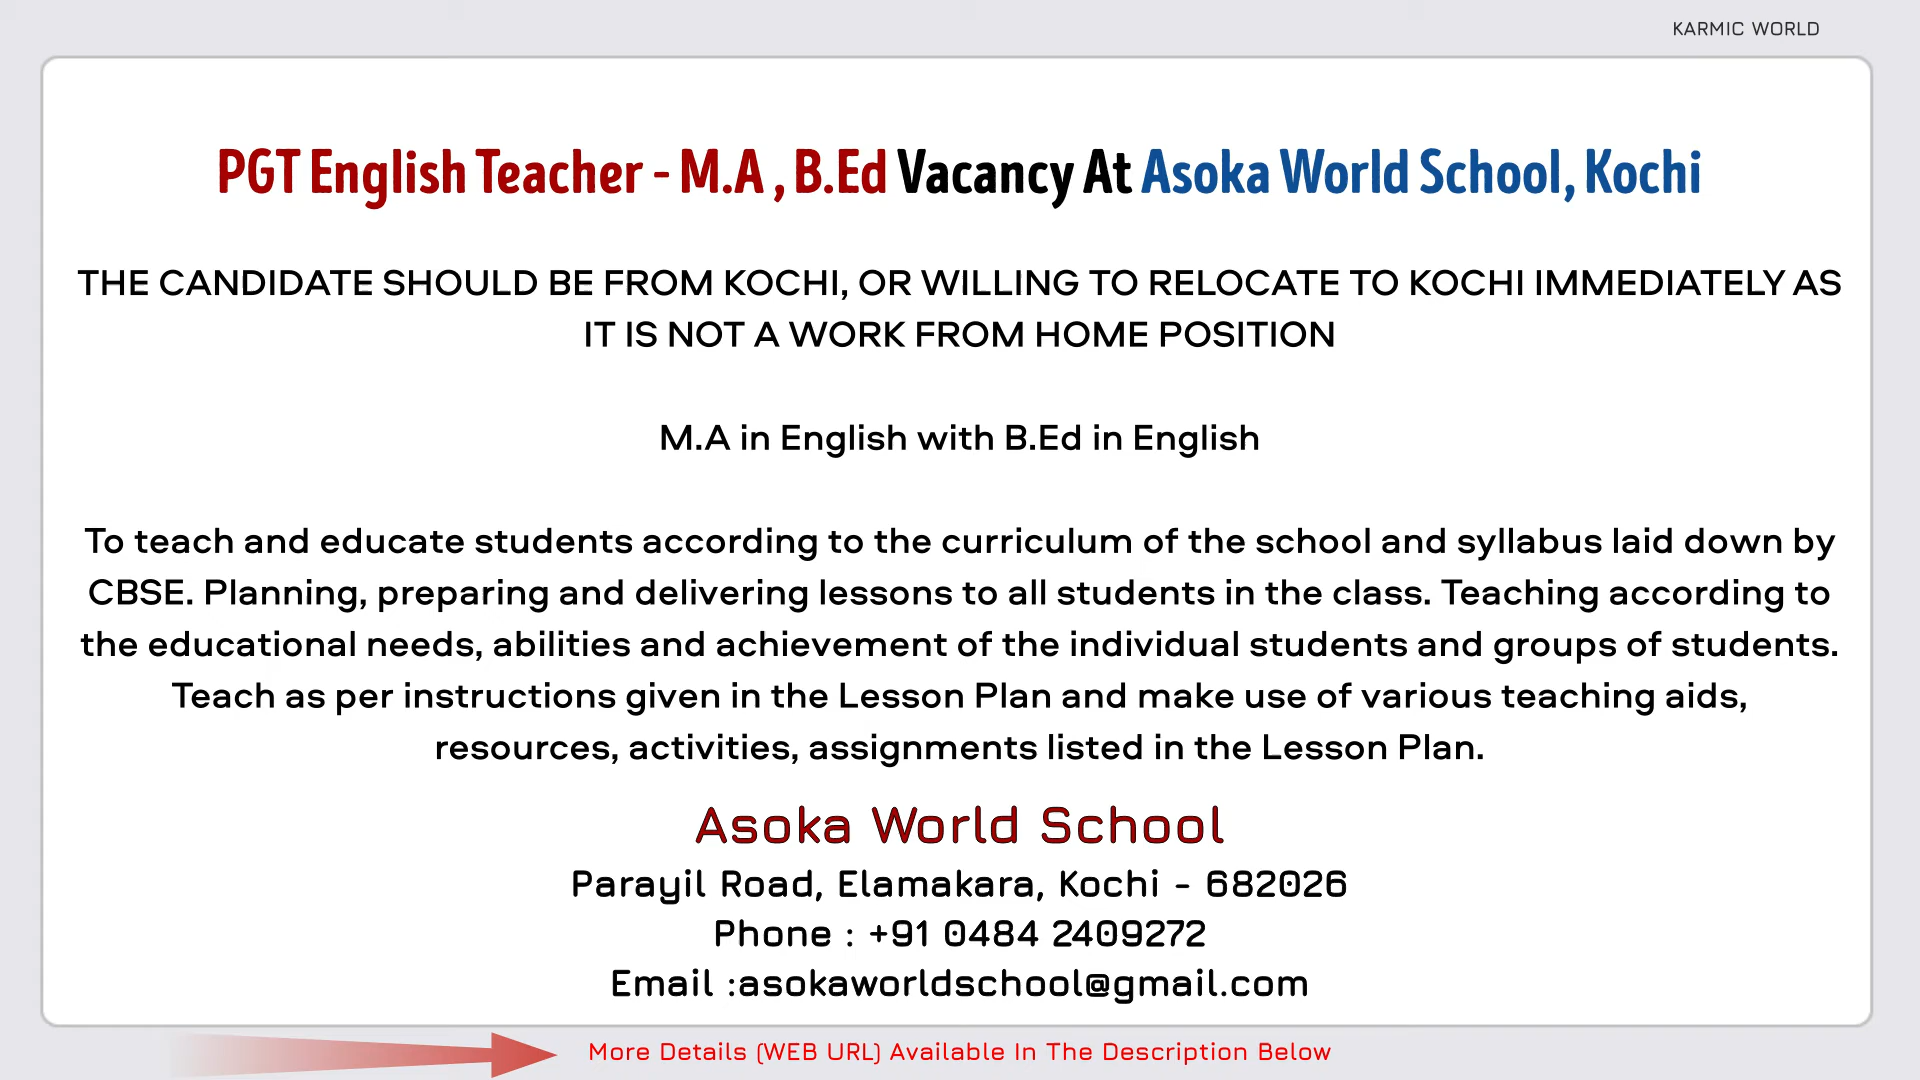 KARMIC WORLD
PGT English Teacher - M.A , B.Ed Vacancy At Asoka World School, Kochi
THE CANDIDATE SHOULD BE FROM KOCHI, OR WILLING TO RELOCATE TO KOCHI IMMEDIATELY AS
IT IS NOT A WORK FROM HOME POSITION
M.A in English with B.Ed in English
To teach and educate students according to the curriculum of the school and syllabus laid down by
CBSE. Planning, preparing and delivering lessons to all students in the class. Teaching according to
the educational needs, abilities and achievement of the individual students and groups of students.
Teach as per instructions given in the Lesson Plan and make use of various teaching aids,
resources, activities, assignments listed in the Lesson Plan.
Asoka World School
Parayil Road, Elamakara, Kochi - 682026
Phone : +91 0484 2409272
Email :asokaworldschool@gmail.com
More Details (WEB URL) Available In The Description Below